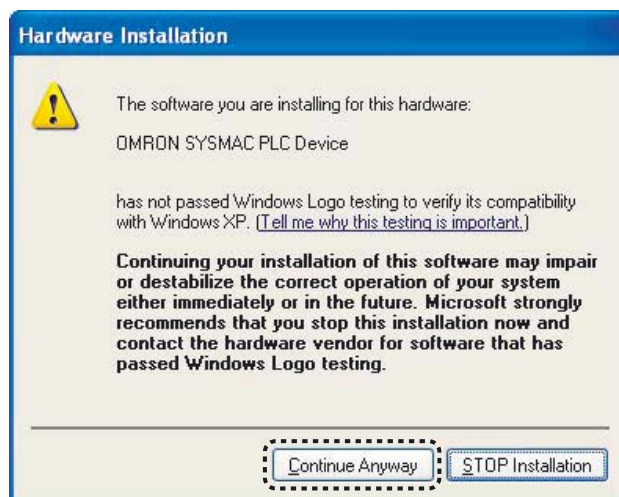 Hardware Installation
The software you are installing for this hardware:
OMRON SYSMAC PLC Device
has not passed Windows Logo testing to verify its compatibility
with Windows XP. (Tell me why this testing is important.)
Continuing your installation of this software may impair
or destabilize the correct operation of your system
either immediately or in the future. Microsoft strongly
recommends that you stop this installation now and
contact the hardware vendor for software that has
passed Windows Logo testing.
Continue Anyway
STOP Installation